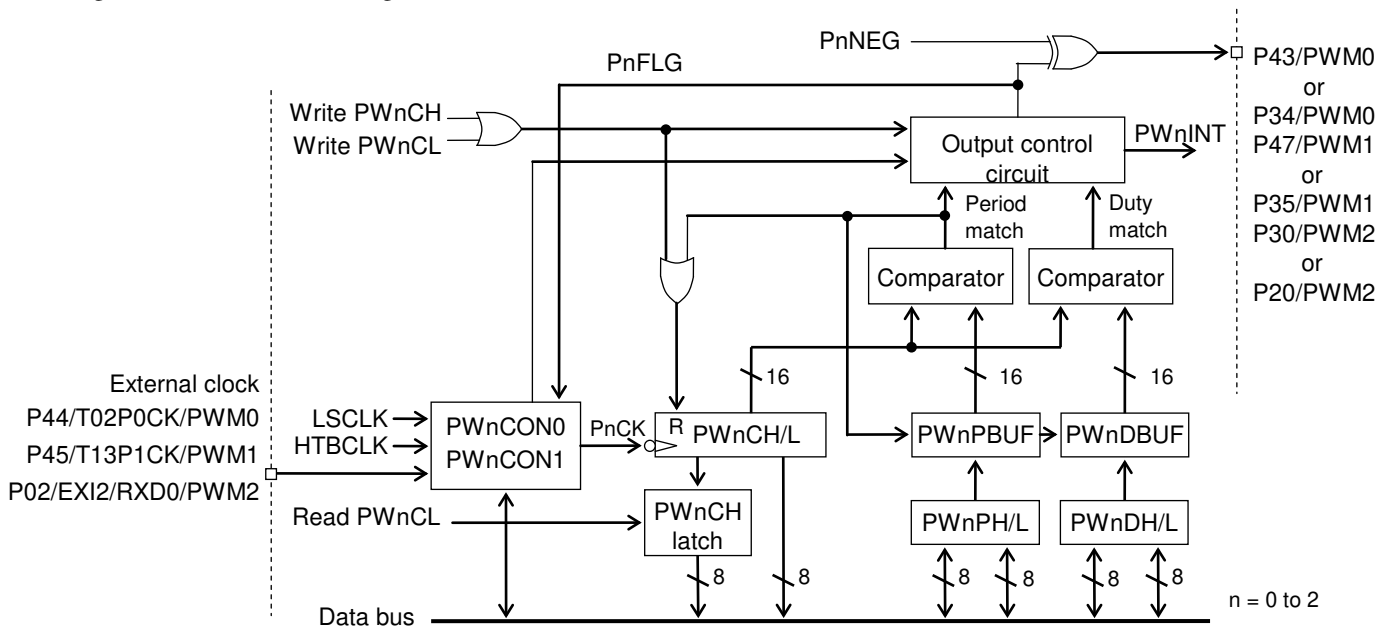 PnNEG
PnFLG
P43/PWM0
or
P34/PWM0
P47/PWM1
or
P35/PWM1
P30/PWM2
or
P20/PWM2
Write PWnCH
Write PWnCL
Output control
circuit
PWnINT
Period
match
Duty
match
Comparator
Comparator
16
16
16
External clock
P44/T02P0CK/PWM0
P45/T13P1CK/PWM1
P02/EXI2/RXD0/PWM2
LSCLK
HTBCLK
PWnCON0
PWnCON1
PnCK
R
PWnCH/L
PWnPBUF
PWnDBUF
Read PWnCL
PWnCH
latch
PWnPH/L
PWnDH/L
8
8
8
8
8
8
n = 0 to 2
Data bus